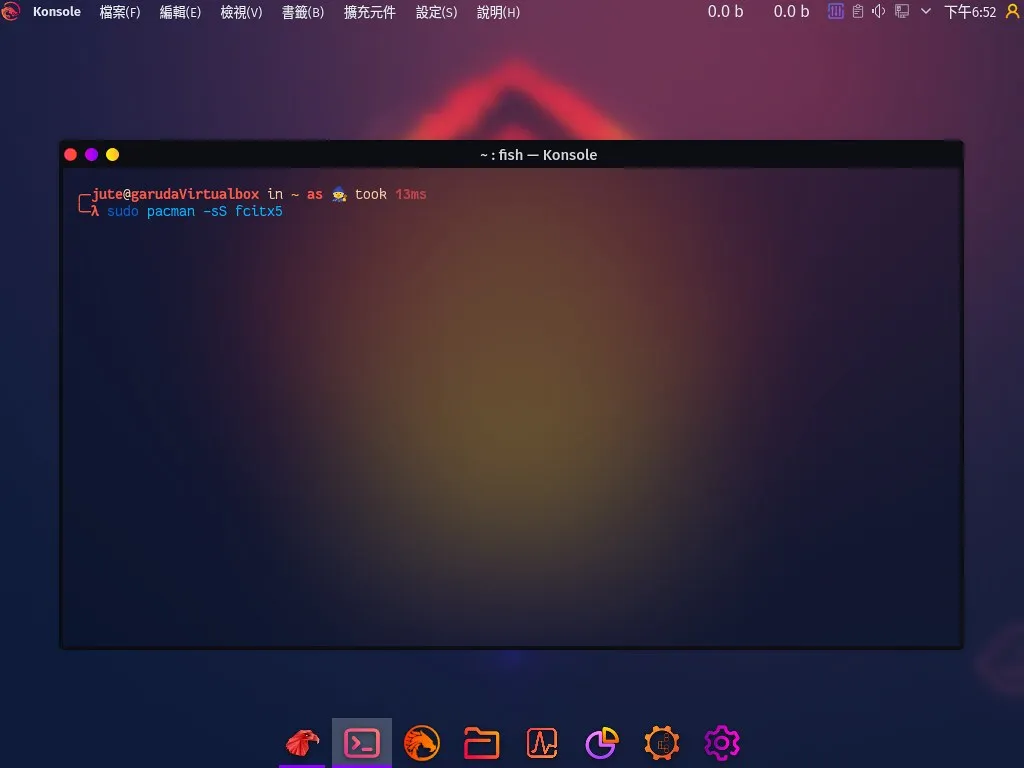 Konsole 檔案(F) 編輯(E) 檢視(V) 書籤(B) 擴充元件 設定(S) 說明(H) 0.0 b 0.0 b 下午6:52
~ : fish — Konsole
jute@garudaVirtualbox in ~ as 🧙 took 13ms
λ sudo pacman -sS fcitx5